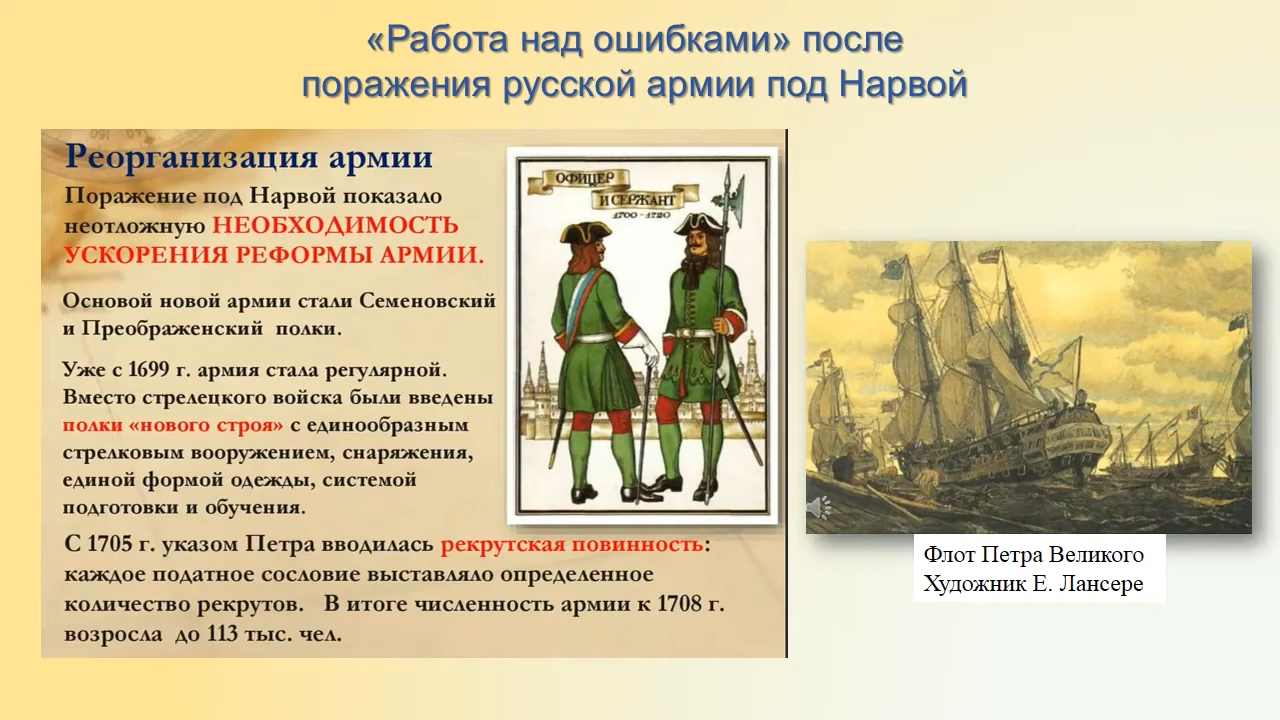 «Работа над ошибками» после
поражения русской армии под Нарвой
Реорганизация армии
Поражение под Нарвой показало
неотложную НЕОБХОДИМОСТЬ
УСКОРЕНИЯ РЕФОРМЫ АРМИИ.
Основой новой армии стали Семеновский
и Преображенский полки.
Уже с 1699 г. армия стала регулярной.
Вместо стрелецкого войска были введены
полки «нового строя» с единообразным
стрелковым вооружением, снаряжения,
единой формой одежды, системой
подготовки и обучения.
С 1705 г. указом Петра вводилась рекрутская повинность:
каждое податное сословие выставляло определенное
количество рекрутов. В итоге численность армии к 1708 г.
возросла до 113 тыс. чел.
ОФИЦЕР
И СЕРЖАНТ
1700-1720
Флот Петра Великого
Художник Е. Лансере